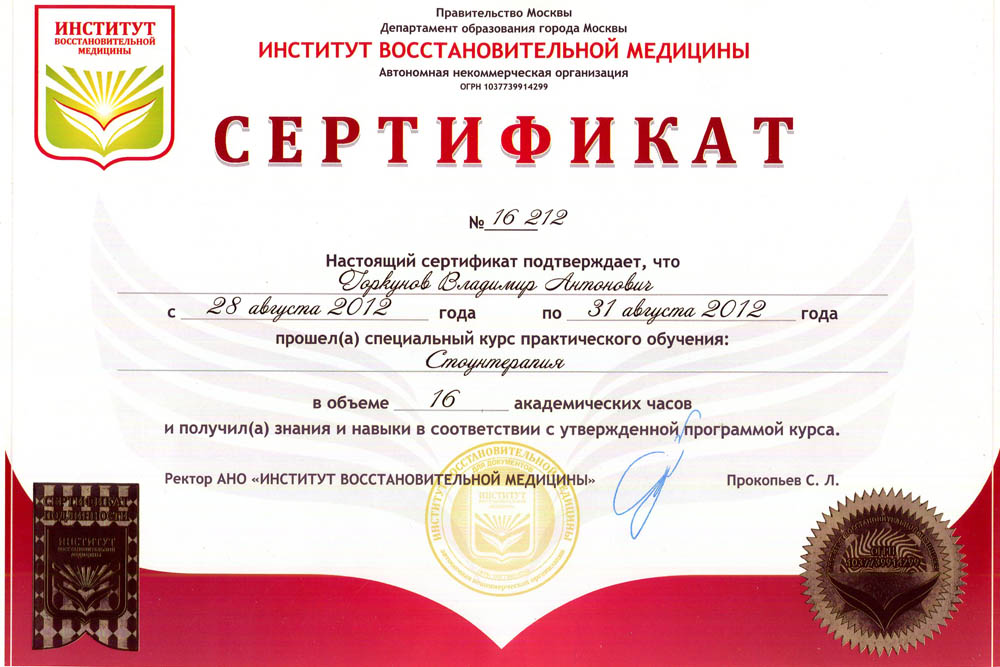 ИНСТИТУТ
ВОССТАНОВИТЕЛЬНОЙ
МЕДИЦИНЫ
Правительство Москвы
Департамент образования города Москвы
ИНСТИТУТ ВОССТАНОВИТЕЛЬНОЙ МЕДИЦИНЫ
Автономная некоммерческая организация
ОГРН 1037739914299
СЕРТИФИКАТ
№ 16 212
Настоящий сертификат подтверждает, что
Горкунов Владимир Антонович
с 28 августа 2012 года по 31 августа 2012 года
прошел(а) специальный курс практического обучения:
Стоунтерапия
в объеме 16 академических часов
и получил(а) знания и навыки в соответствии с утвержденной программой курса.
Ректор АНО «ИНСТИТУТ ВОССТАНОВИТЕЛЬНОЙ МЕДИЦИНЫ» Прокопьев С. Л.
СЕРТИФИКАТ
ПОДЛИННОСТИ
ИНСТИТУТ
ВОССТАНОВИТЕЛЬНОЙ
МЕДИЦИНЫ
ИНСТИТУТ ВОССТАНОВИТЕЛЬНОЙ МЕДИЦИНЫ
ДЛЯ ДОКУМЕНТОВ
ИНСТИТУТ
автономная некоммерческая организация
ОГРН
1037739914299